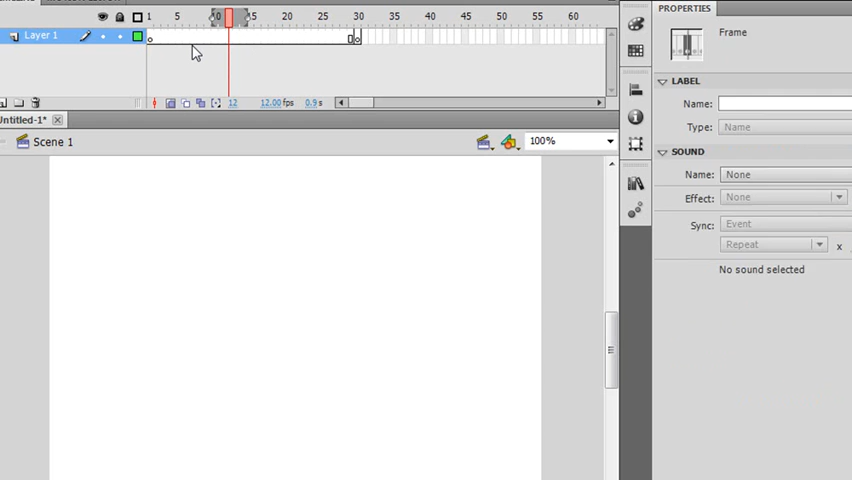 1 5 10 15 20 25 30 35 40 45 50 55 60
PROPERTIES
Layer 1
Frame
LABEL
Name:
Type: Name
12 12.00 fps 0.9 s
Untitled-1*
Scene 1
100%
SOUND
Name: None
Effect: None
Sync: Event
Repeat x
No sound selected